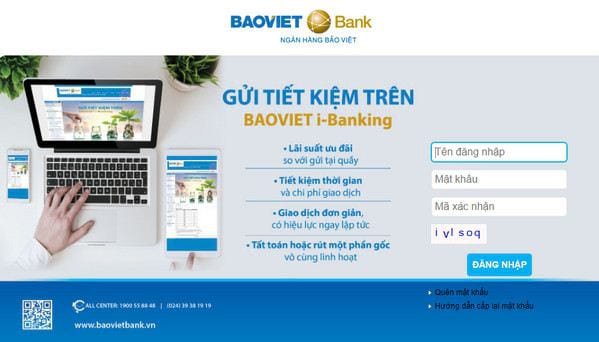 BAOVIET Bank
NGÂN HÀNG BẢO VIỆT
GỬI TIẾT KIỆM TRÊN
BAOVIET i-Banking
• Lãi suất ưu đãi
so với gửi tại quầy
• Tiết kiệm thời gian
và chi phí giao dịch
• Giao dịch đơn giản,
có hiệu lực ngay lập tức
• Tất toán hoặc rút một phần gốc
vô cùng linh hoạt
Tên đăng nhập
Mật khẩu
Mã xác nhận
i vl soq
ĐĂNG NHẬP
Quên mật khẩu
Hướng dẫn cấp lại mật khẩu
CALL CENTER: 1900 55 88 48 | (024) 39 38 19 19
www.baovietbank.vn